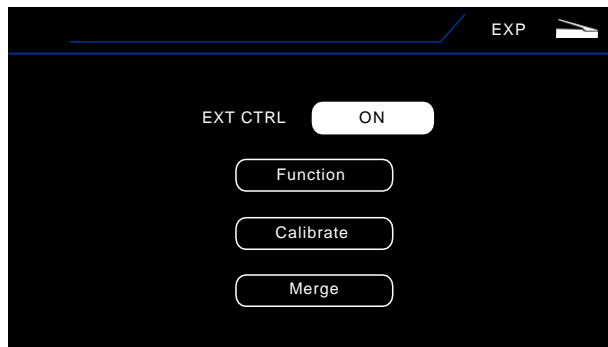 EXP
EXT CTRL ON
Function
Calibrate
Merge